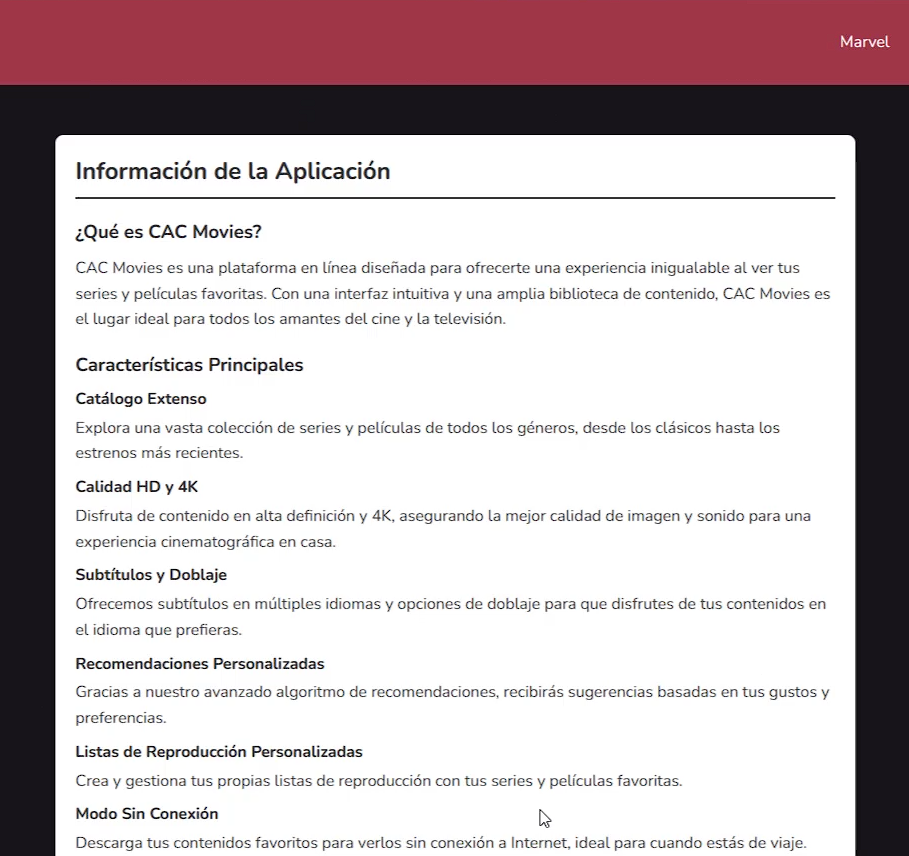 Marvel
Información de la Aplicación
¿Qué es CAC Movies?
CAC Movies es una plataforma en línea diseñada para ofrecerte una experiencia inigualable al ver tus
series y películas favoritas. Con una interfaz intuitiva y una amplia biblioteca de contenido, CAC Movies es
el lugar ideal para todos los amantes del cine y la televisión.
Características Principales
Catálogo Extenso
Explora una vasta colección de series y películas de todos los géneros, desde los clásicos hasta los
estrenos más recientes.
Calidad HD y 4K
Disfruta de contenido en alta definición y 4K, asegurando la mejor calidad de imagen y sonido para una
experiencia cinematográfica en casa.
Subtítulos y Doblaje
Ofrecemos subtítulos en múltiples idiomas y opciones de doblaje para que disfrutes de tus contenidos en
el idioma que prefieras.
Recomendaciones Personalizadas
Gracias a nuestro avanzado algoritmo de recomendaciones, recibirás sugerencias basadas en tus gustos y
preferencias.
Listas de Reproducción Personalizadas
Crea y gestiona tus propias listas de reproducción con tus series y películas favoritas.
Modo Sin Conexión
Descarga tus contenidos favoritos para verlos sin conexión a Internet, ideal para cuando estás de viaje.